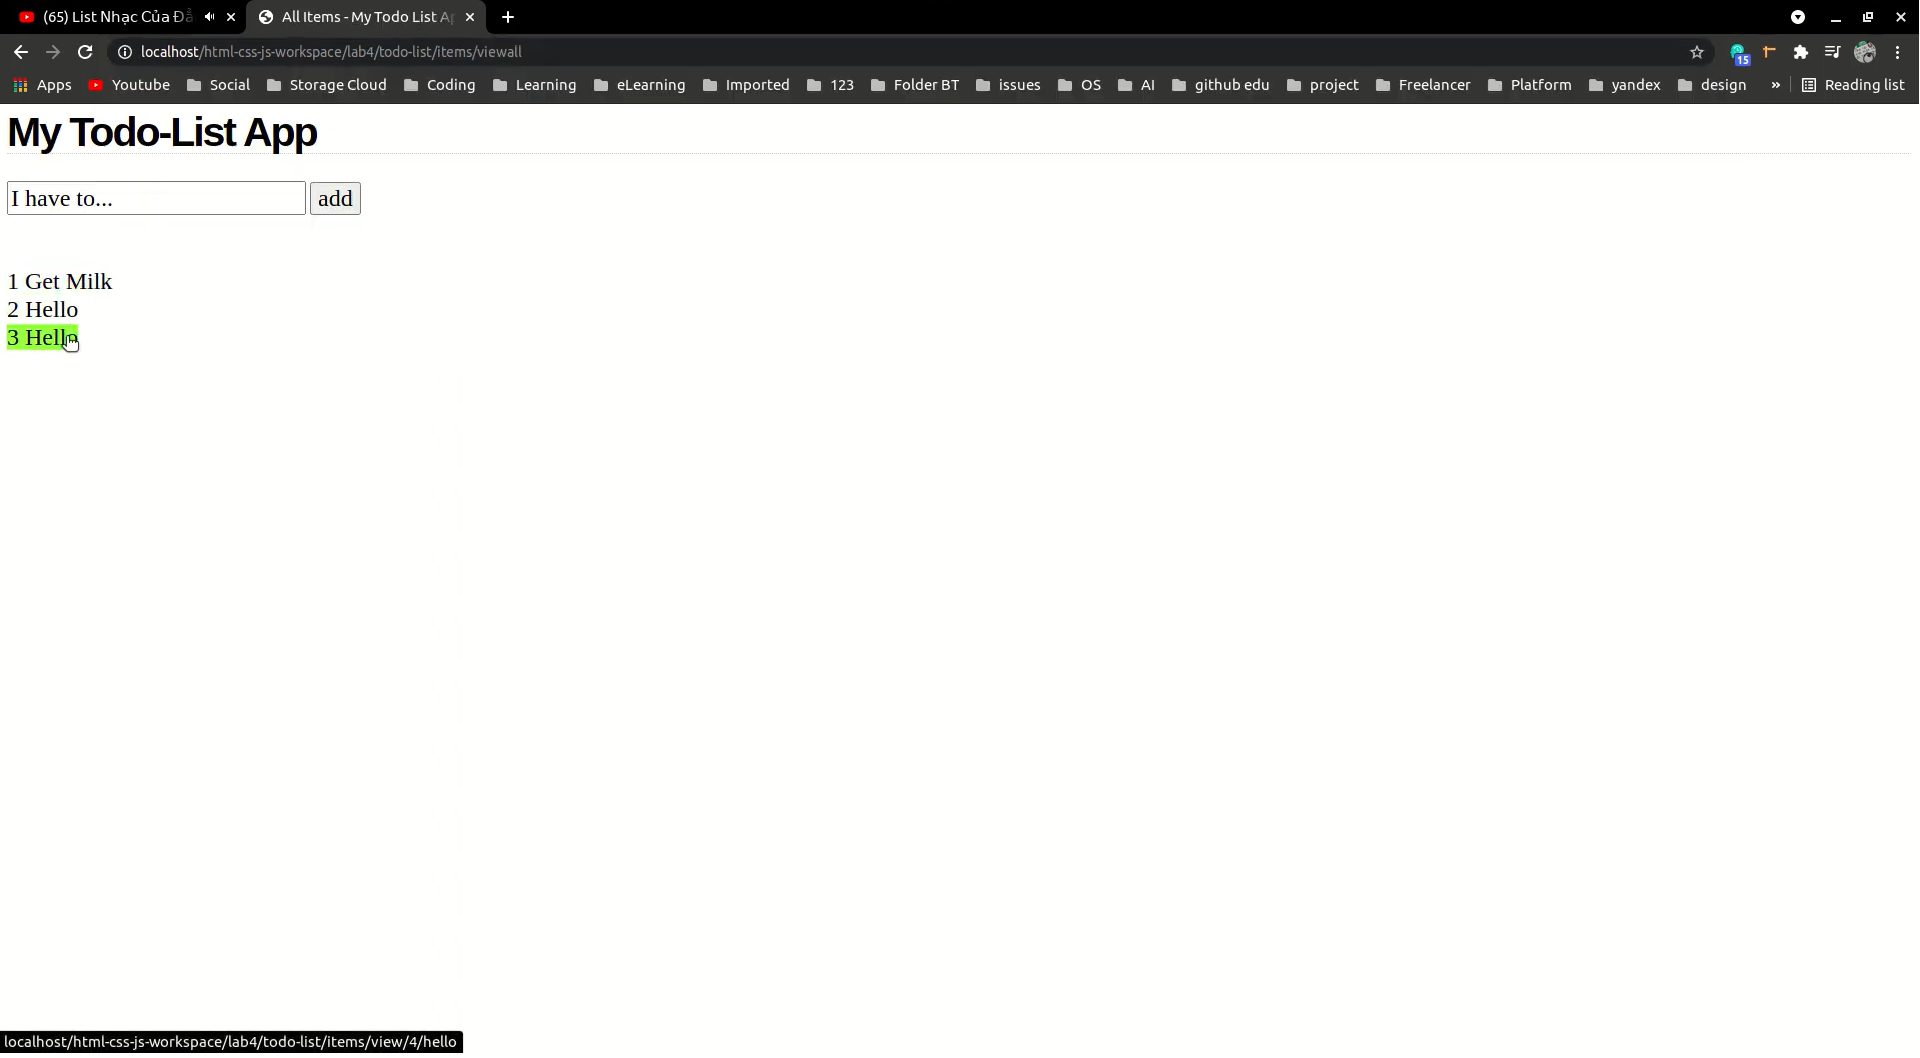 (65) List Nhạc Của Đ
All Items - My Todo List A
localhost/html-css-js-workspace/lab4/todo-list/items/viewall
15
Apps Youtube Social Storage Cloud Coding Learning eLearning Imported 123 Folder BT issues OS AI github edu project Freelancer Platform yandex design » Reading list
My Todo-List App
I have to... add
1 Get Milk
2 Hello
3 Hello
localhost/html-css-js-workspace/lab4/todo-list/items/view/4/hello